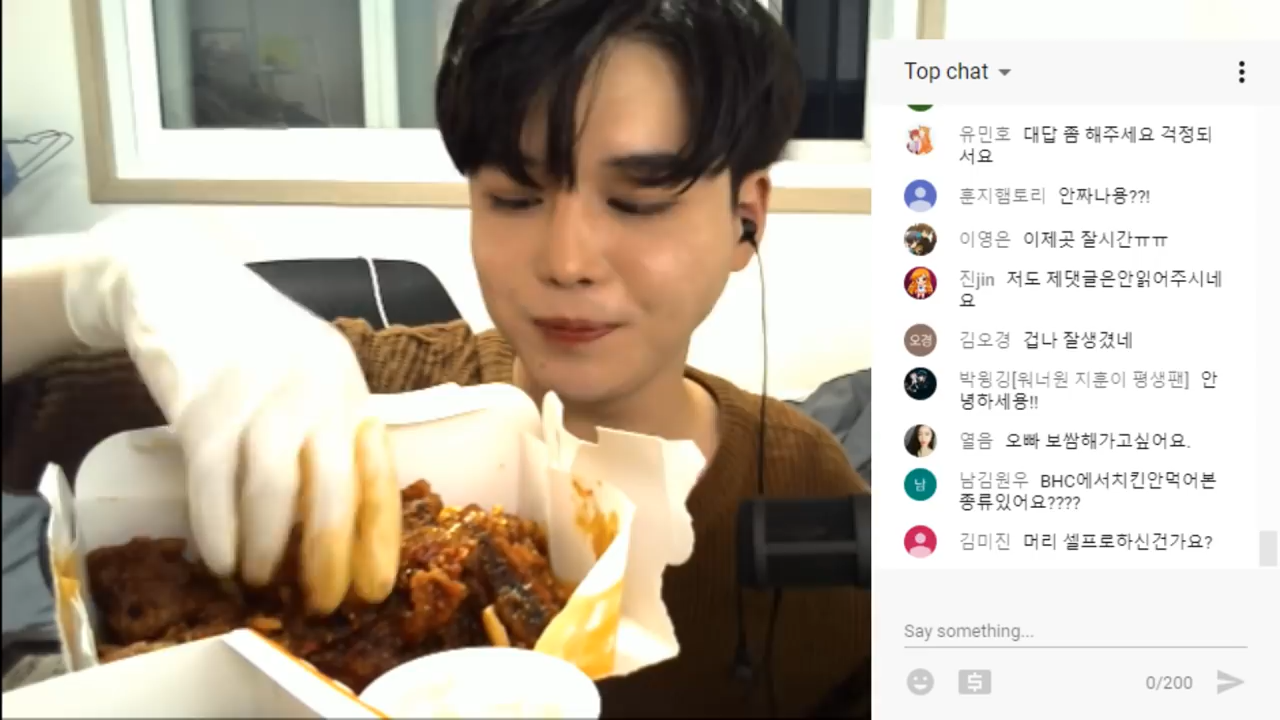 Top chat
유민호 대답 좀 해주세요 걱정되
서요
훈지햄토리 안짜나용??!
이영은 이제곳 잘시간ㅠㅠ
진jin 저도 제댓글은안읽어주시네
요
오경 김오경 겁나 잘생겼네
박윙깅[워너원 지훈이 평생팬] 안
녕하세용!!
열음 오빠 보쌈해가고싶어요.
남 남김원우 BHC에서치킨안먹어본
종류있어요????
김미진 머리 셀프로하신건가요?
Say something...
0/200